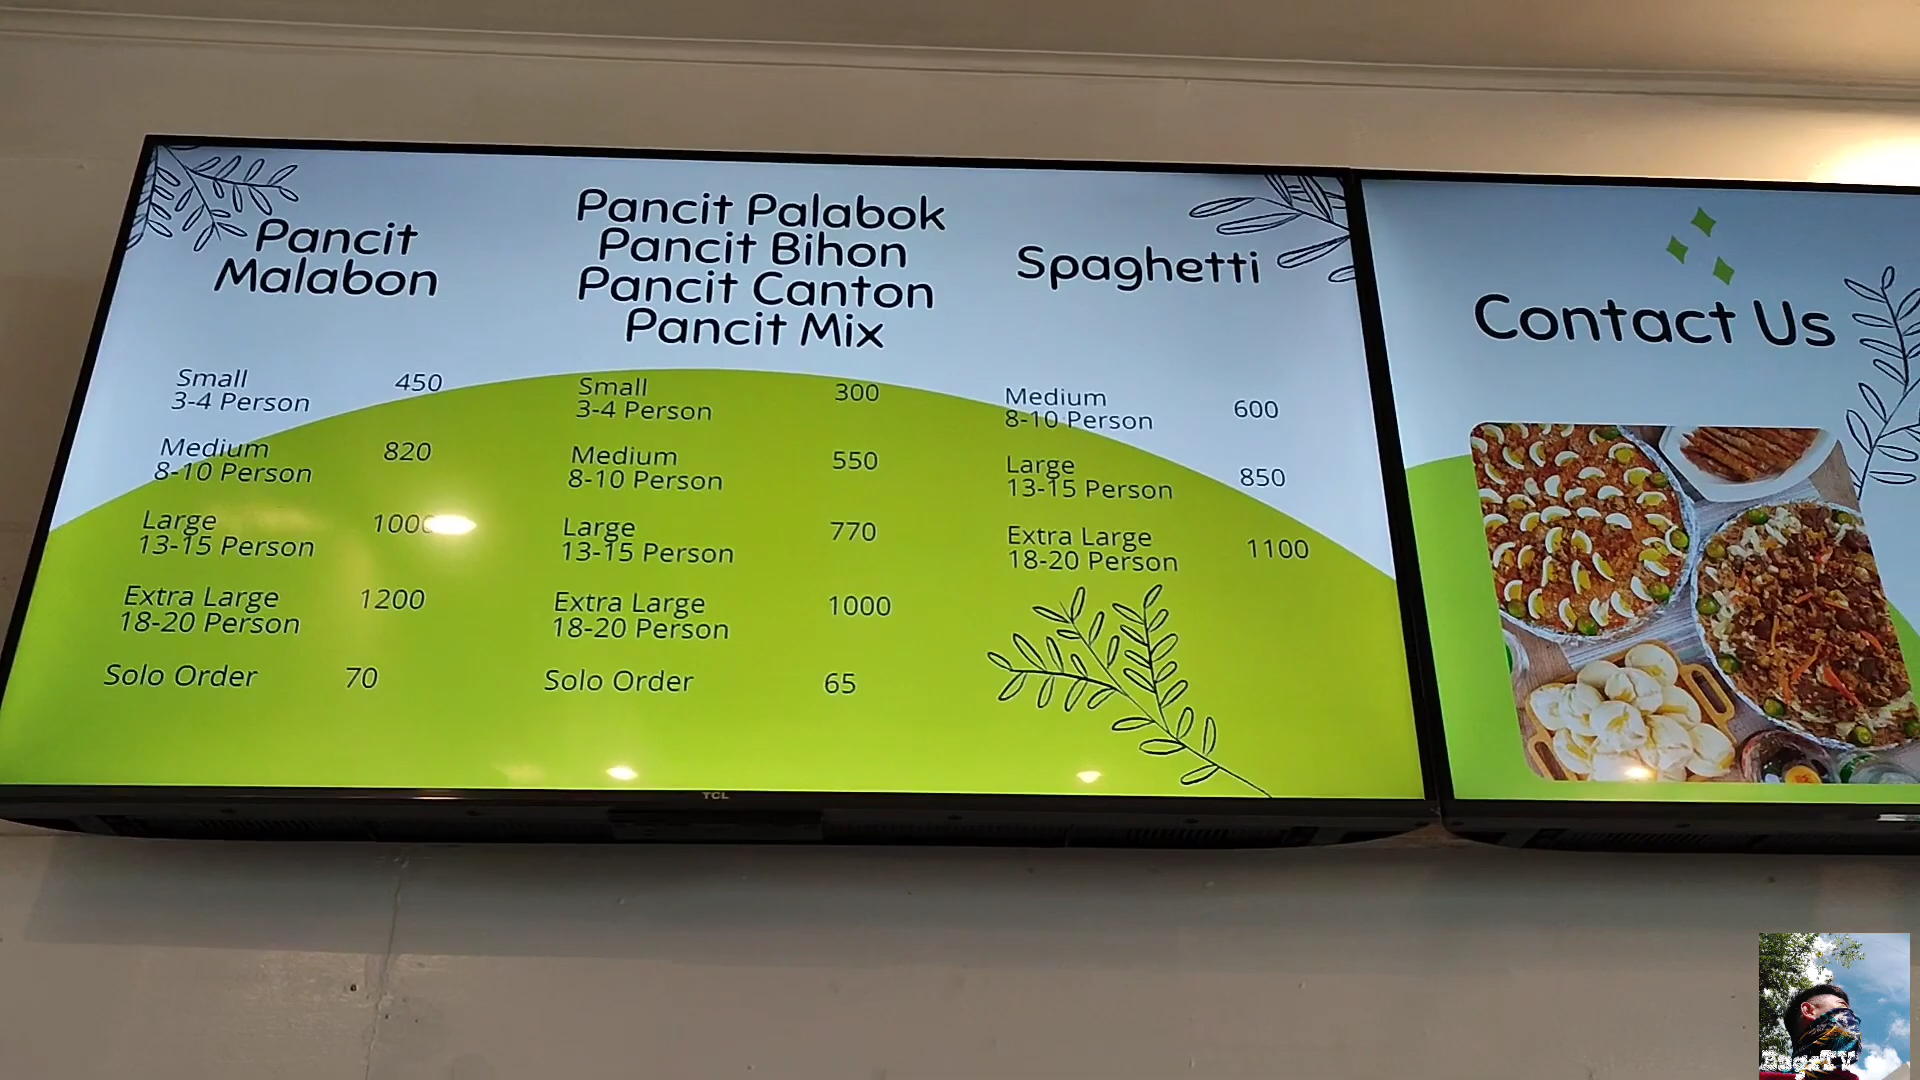 Pancit
Malabon
Small 450
3-4 Person
Medium 820
8-10 Person
Large 1000
13-15 Person
Extra Large 1200
18-20 Person
Solo Order 70
Pancit Palabok
Pancit Bihon
Pancit Canton
Pancit Mix
Small 300
3-4 Person
Medium 550
8-10 Person
Large 770
13-15 Person
Extra Large 1000
18-20 Person
Solo Order 65
Spaghetti
Medium 600
8-10 Person
Large 850
13-15 Person
Extra Large 1100
18-20 Person
Contact Us
TCL
BugzTV